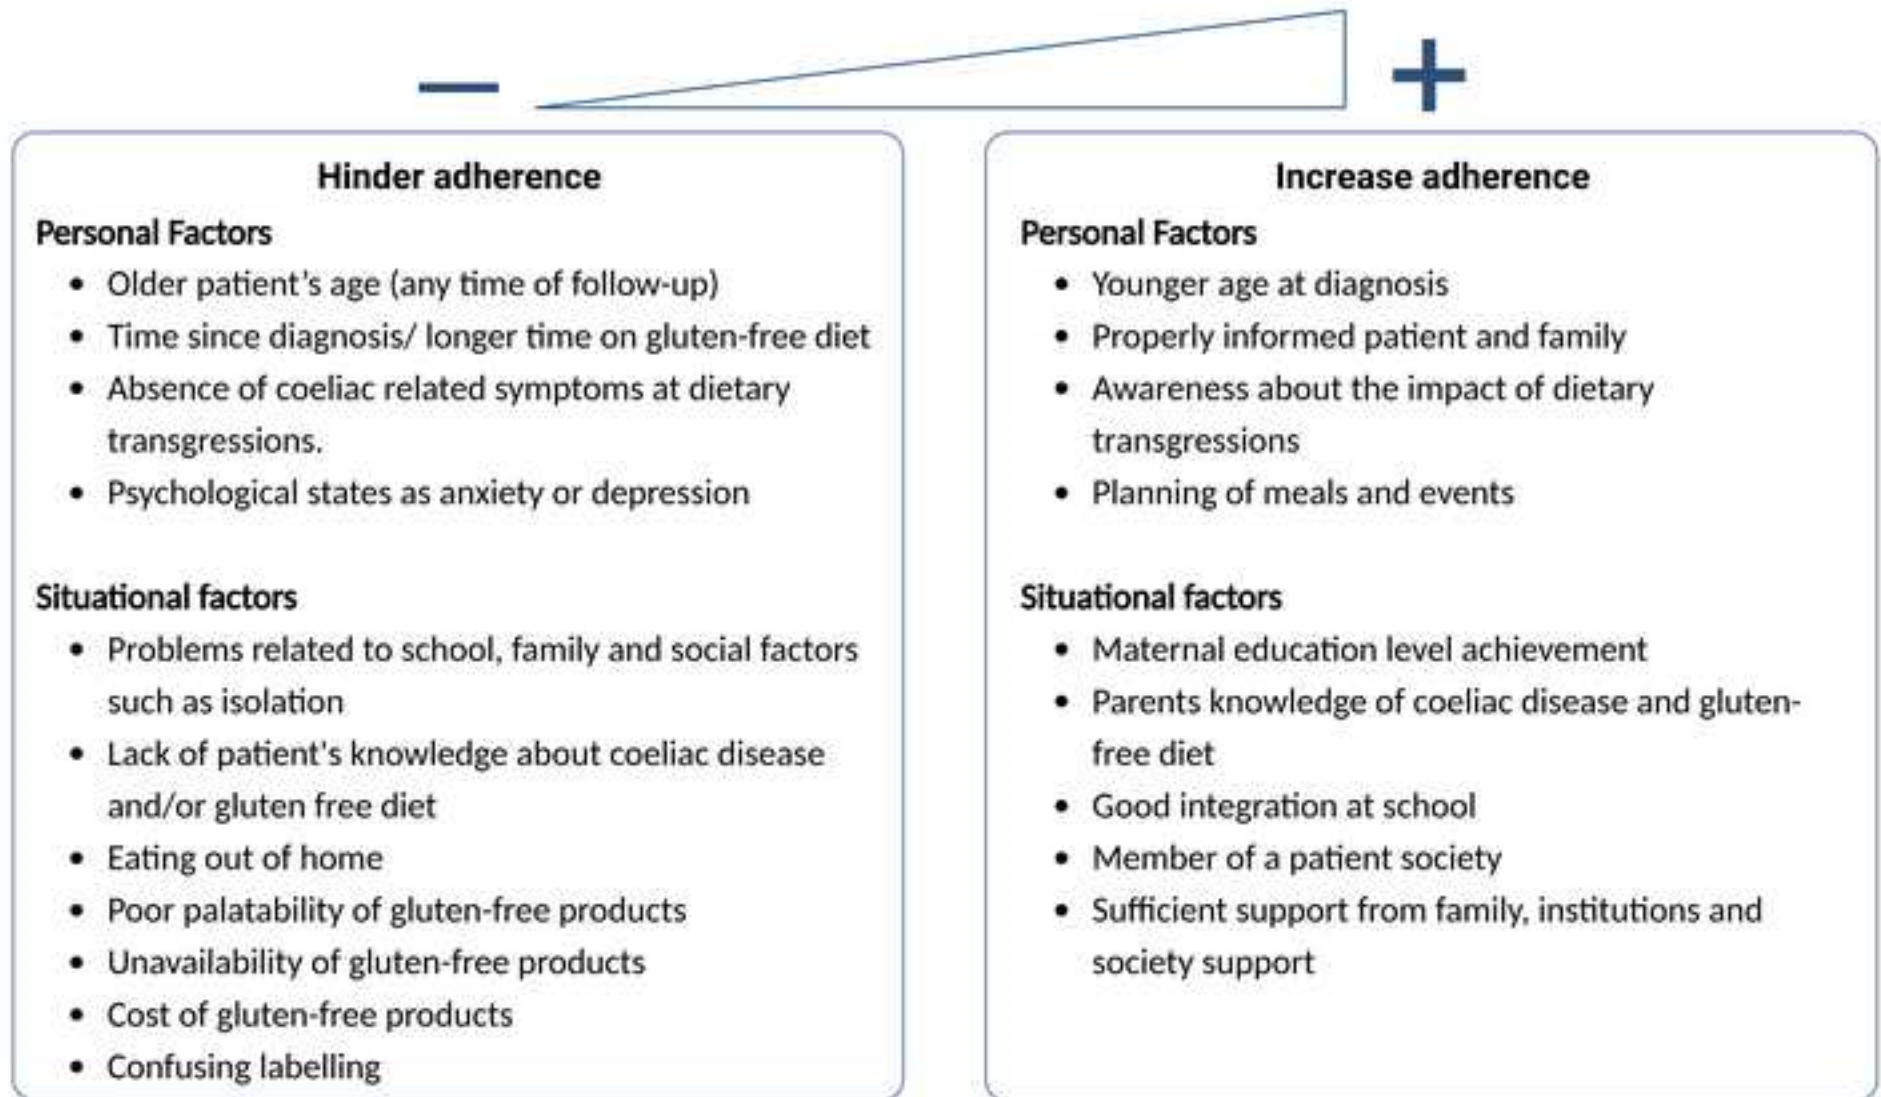 − +
Hinder adherence
Personal Factors
• Older patient's age (any time of follow-up)
• Time since diagnosis/ longer time on gluten-free diet
• Absence of coeliac related symptoms at dietary
transgressions.
• Psychological states as anxiety or depression
Situational factors
• Problems related to school, family and social factors
such as isolation
• Lack of patient's knowledge about coeliac disease
and/or gluten free diet
• Eating out of home
• Poor palatability of gluten-free products
• Unavailability of gluten-free products
• Cost of gluten-free products
• Confusing labelling
Increase adherence
Personal Factors
• Younger age at diagnosis
• Properly informed patient and family
• Awareness about the impact of dietary
transgressions
• Planning of meals and events
Situational factors
• Maternal education level achievement
• Parents knowledge of coeliac disease and gluten-
free diet
• Good integration at school
• Member of a patient society
• Sufficient support from family, institutions and
society support